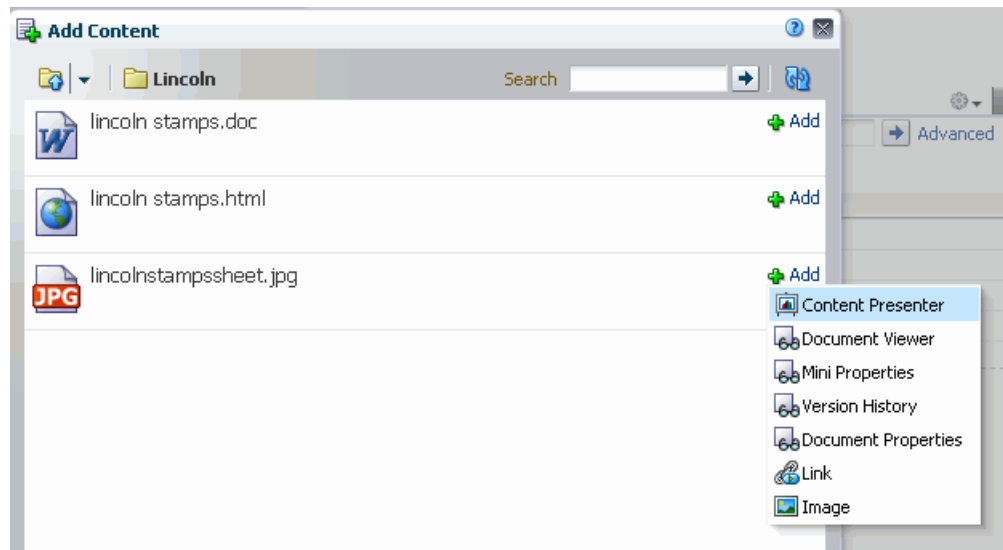 Add Content
Lincoln
Search
Advanced
lincoln stamps.doc
Add
lincoln stamps.html
Add
lincolnstampssheet.jpg
Add
JPG
Content Presenter
Document Viewer
Mini Properties
Version History
Document Properties
Link
Image